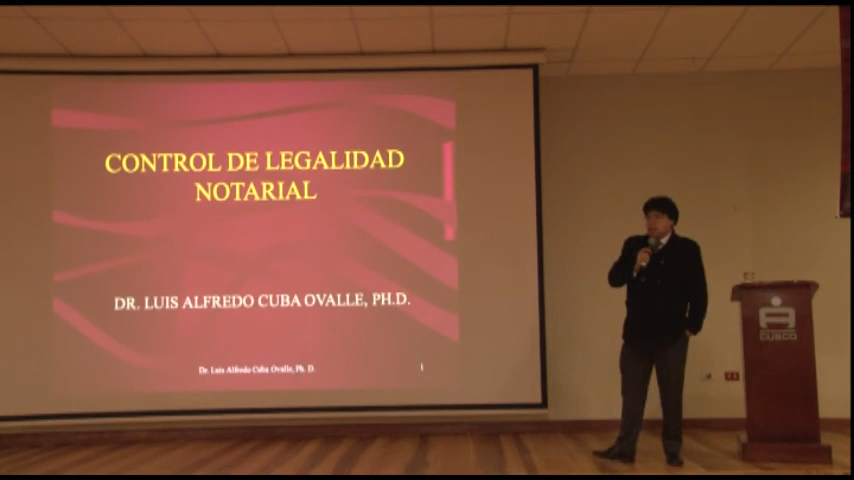 CONTROL DE LEGALIDAD
NOTARIAL
DR. LUIS ALFREDO CUBA OVALLE, PH.D.
Dr. Luis Alfredo Cuba Ovalle, Ph. D.
1
CUSCO